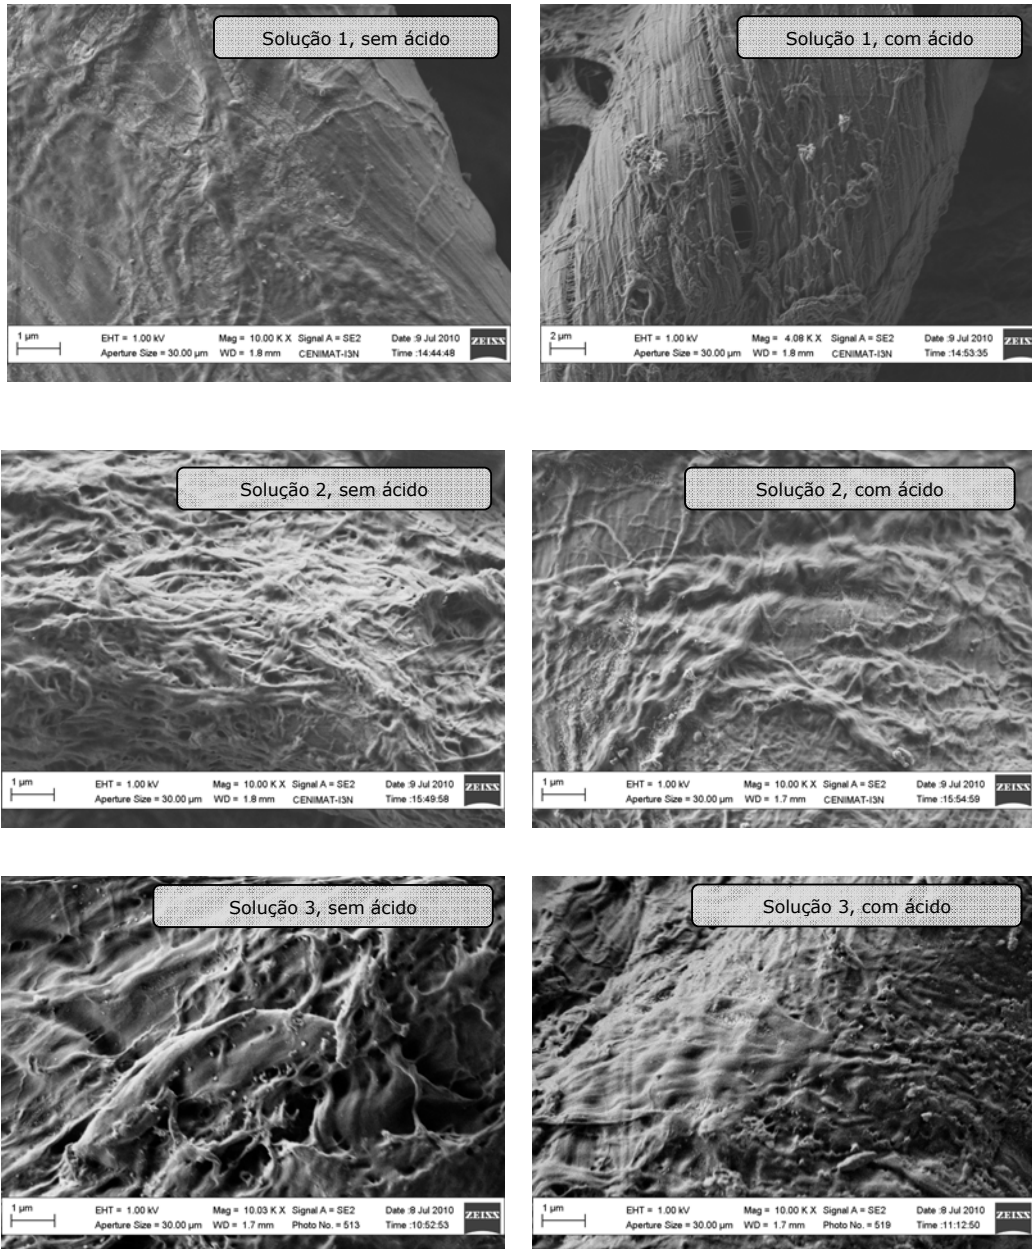 Solução 1, sem ácido
1 µm EHT = 1.00 kV Mag = 10.00 K X Signal A = SE2 Date :9 Jul 2010 ZEISS
Aperture Size = 30.00 µm WD = 1.8 mm CENIMAT-I3N Time :14:44:48
Solução 1, com ácido
2 µm EHT = 1.00 kV Mag = 4.08 K X Signal A = SE2 Date :9 Jul 2010 ZEISS
Aperture Size = 30.00 µm WD = 1.8 mm CENIMAT-I3N Time :14:53:35
Solução 2, sem ácido
1 µm EHT = 1.00 kV Mag = 10.00 K X Signal A = SE2 Date :9 Jul 2010 ZEISS
Aperture Size = 30.00 µm WD = 1.8 mm CENIMAT-I3N Time :15:49:58
Solução 2, com ácido
1 µm EHT = 1.00 kV Mag = 10.00 K X Signal A = SE2 Date :9 Jul 2010 ZEISS
Aperture Size = 30.00 µm WD = 1.7 mm CENIMAT-I3N Time :15:54:59
Solução 3, sem ácido
1 µm EHT = 1.00 kV Mag = 10.03 K X Signal A = SE2 Date :8 Jul 2010 ZEISS
Aperture Size = 30.00 µm WD = 1.7 mm Photo No. = 513 Time :10:52:53
Solução 3, com ácido
1 µm EHT = 1.00 kV Mag = 10.00 K X Signal A = SE2 Date :8 Jul 2010 ZEISS
Aperture Size = 30.00 µm WD = 1.7 mm Photo No. = 519 Time :11:12:50